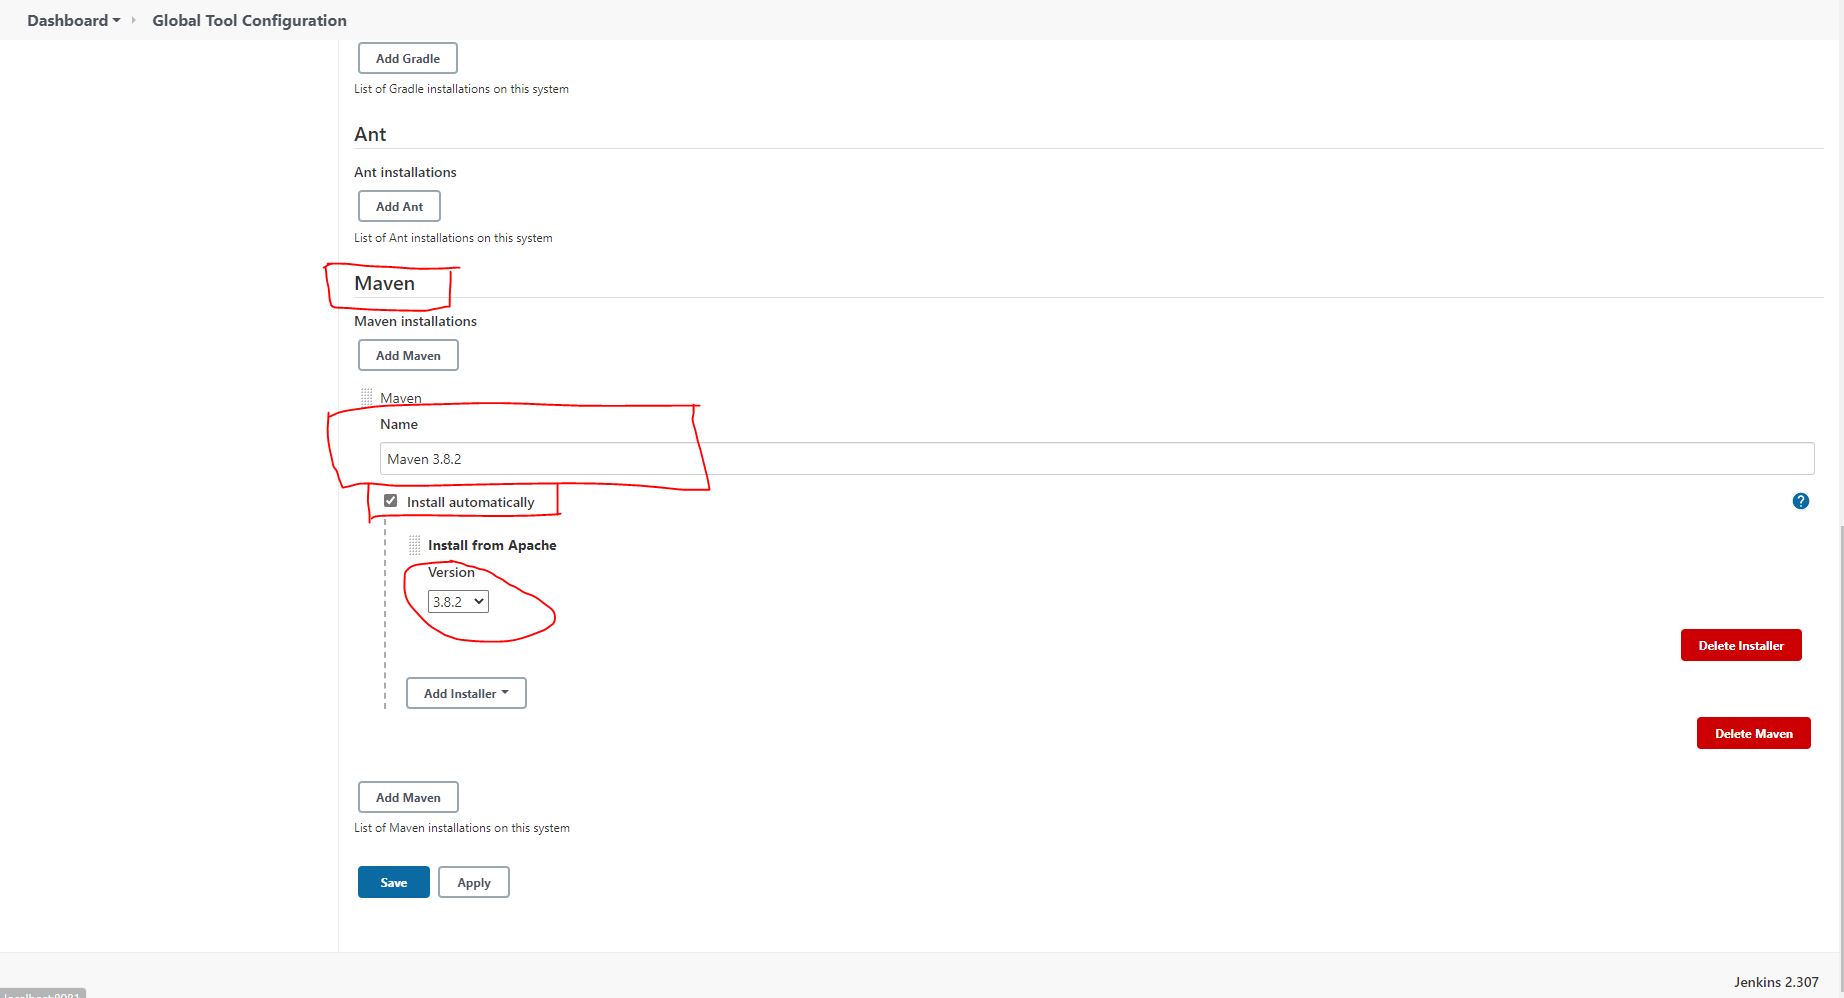 Dashboard Global Tool Configuration
Add Gradle
List of Gradle installations on this system
Ant
Ant installations
Add Ant
List of Ant installations on this system
Maven
Maven installations
Add Maven
Maven
Name
Maven 3.8.2
Install automatically
Install from Apache
Version
3.8.2
Delete Installer
Add Installer
Delete Maven
Add Maven
List of Maven installations on this system
Save Apply
Jenkins 2.307